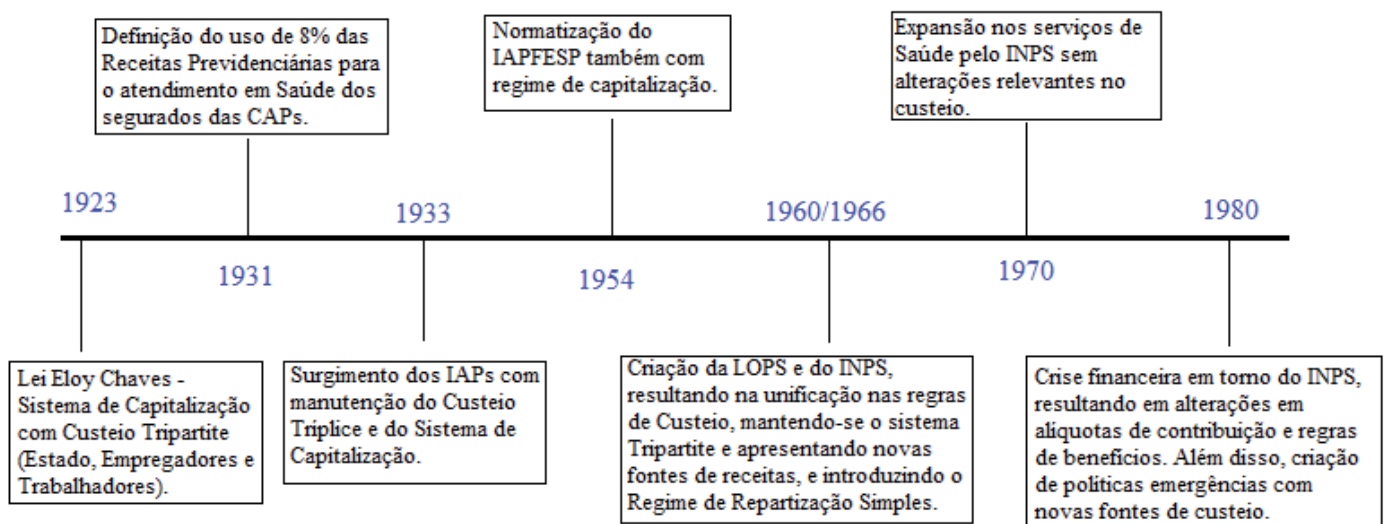 Definição do uso de 8% das
Receitas Previdenciárias para
o atendimento em Saúde dos
segurados das CAPs.
Normatização do
IAPFESP também com
regime de capitalização.
Expansão nos serviços de
Saúde pelo INPS sem
alterações relevantes no
custeio.
1923
1933
1960/1966
1980
1931
1954
1970
Lei Eloy Chaves -
Sistema de Capitalização
com Custeio Tripartite
(Estado, Empregadores e
Trabalhadores).
Surgimento dos IAPs com
manutenção do Custeio
Tríplice e do Sistema de
Capitalização.
Criação da LOPS e do INPS,
resultando na unificação nas regras
de Custeio, mantendo-se o sistema
Tripartite e apresentando novas
fontes de receitas, e introduzindo o
Regime de Repartização Simples.
Crise financeira em torno do INPS,
resultando em alterações em
alíquotas de contribuição e regras
de benefícios. Além disso, criação
de políticas emergências com
novas fontes de custeio.